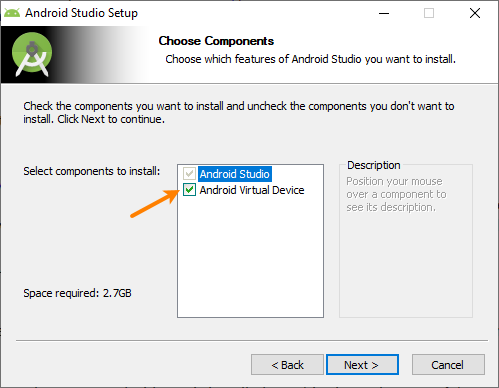 Android Studio Setup
Choose Components
Choose which features of Android Studio you want to install.
Check the components you want to install and uncheck the components you don't want to
install. Click Next to continue.
Select components to install:
Android Studio
Android Virtual Device
Description
Position your mouse
over a component to
see its description.
Space required: 2.7GB
< Back
Next >
Cancel